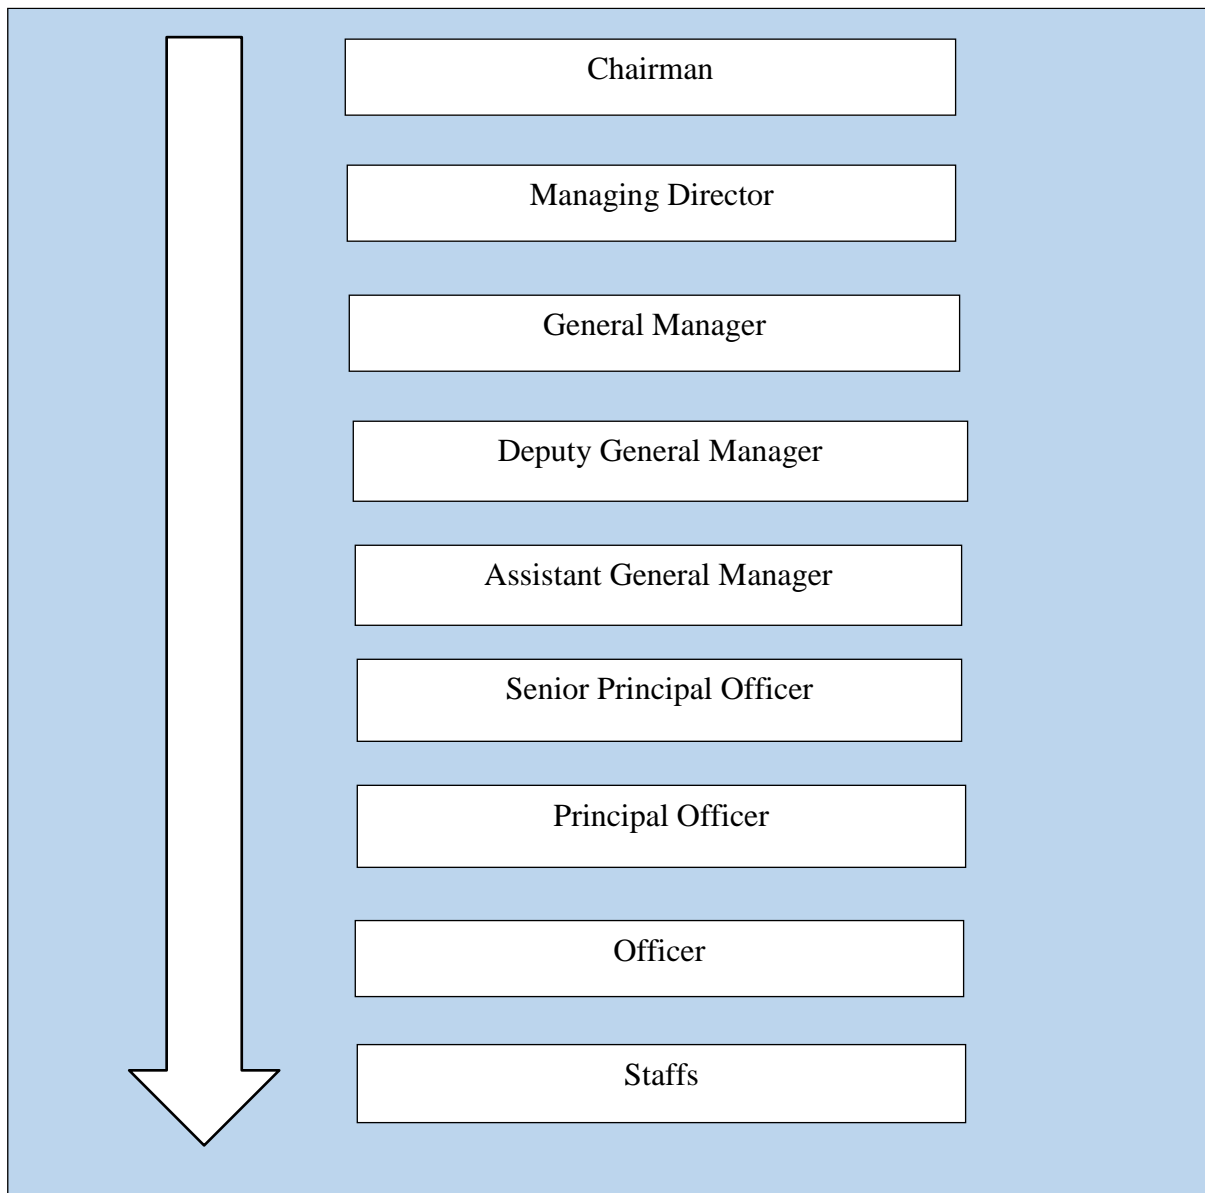 Chairman
Managing Director
General Manager
Deputy General Manager
Assistant General Manager
Senior Principal Officer
Principal Officer
Officer
Staffs